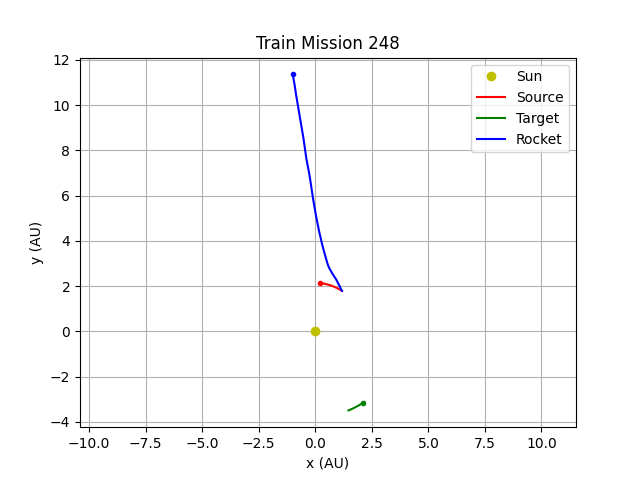 Train Mission 248
12
10
8
6
4
2
0
−2
−4
y (AU)
Sun
Source
Target
Rocket
−10.0 −7.5 −5.0 −2.5 0.0 2.5 5.0 7.5 10.0
x (AU)